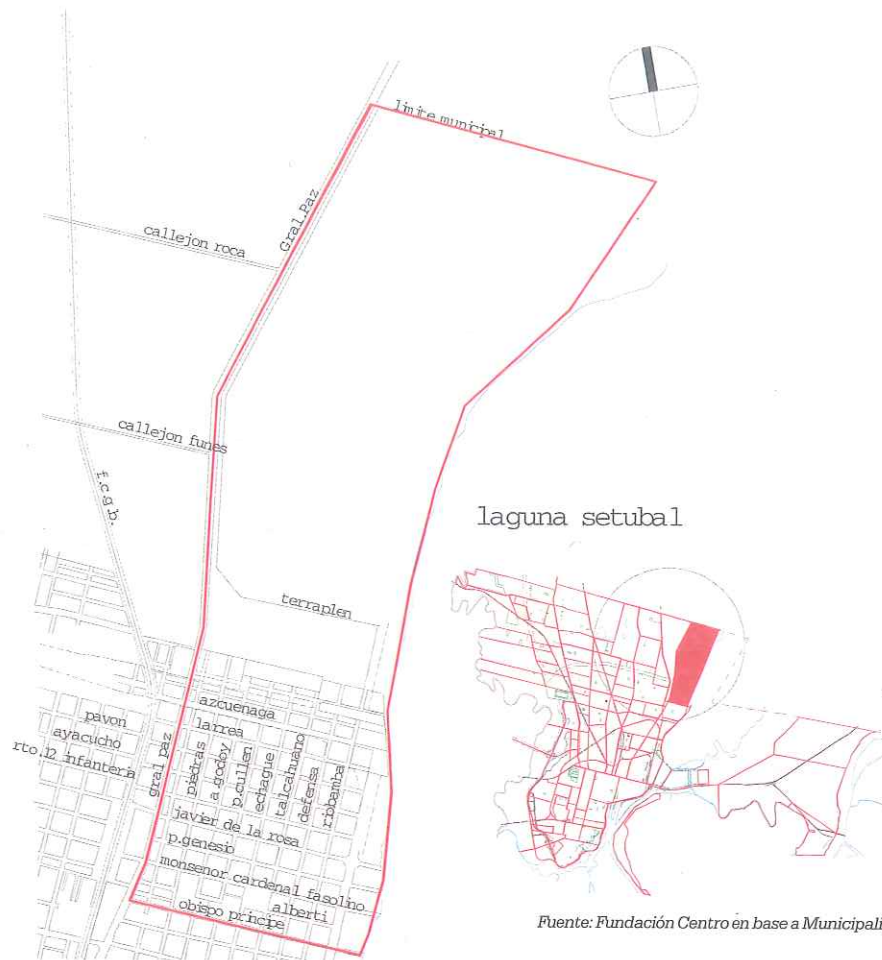 limite municipal
Gral.Paz
callejon roca
callejon funes
f.c.g.b.
laguna setubal
terraplen
azcuenaga
larrea
pavon
ayacucho
rto.12 infanteria
gral paz
piedras
a.godoy
p.cullen
echague
talcahuano
defensa
riobamba
javier de la rosa
p.genesio
monsenor cardenal fasolino
alberti
obispo principe
Fuente: Fundación Centro en base a Municipali